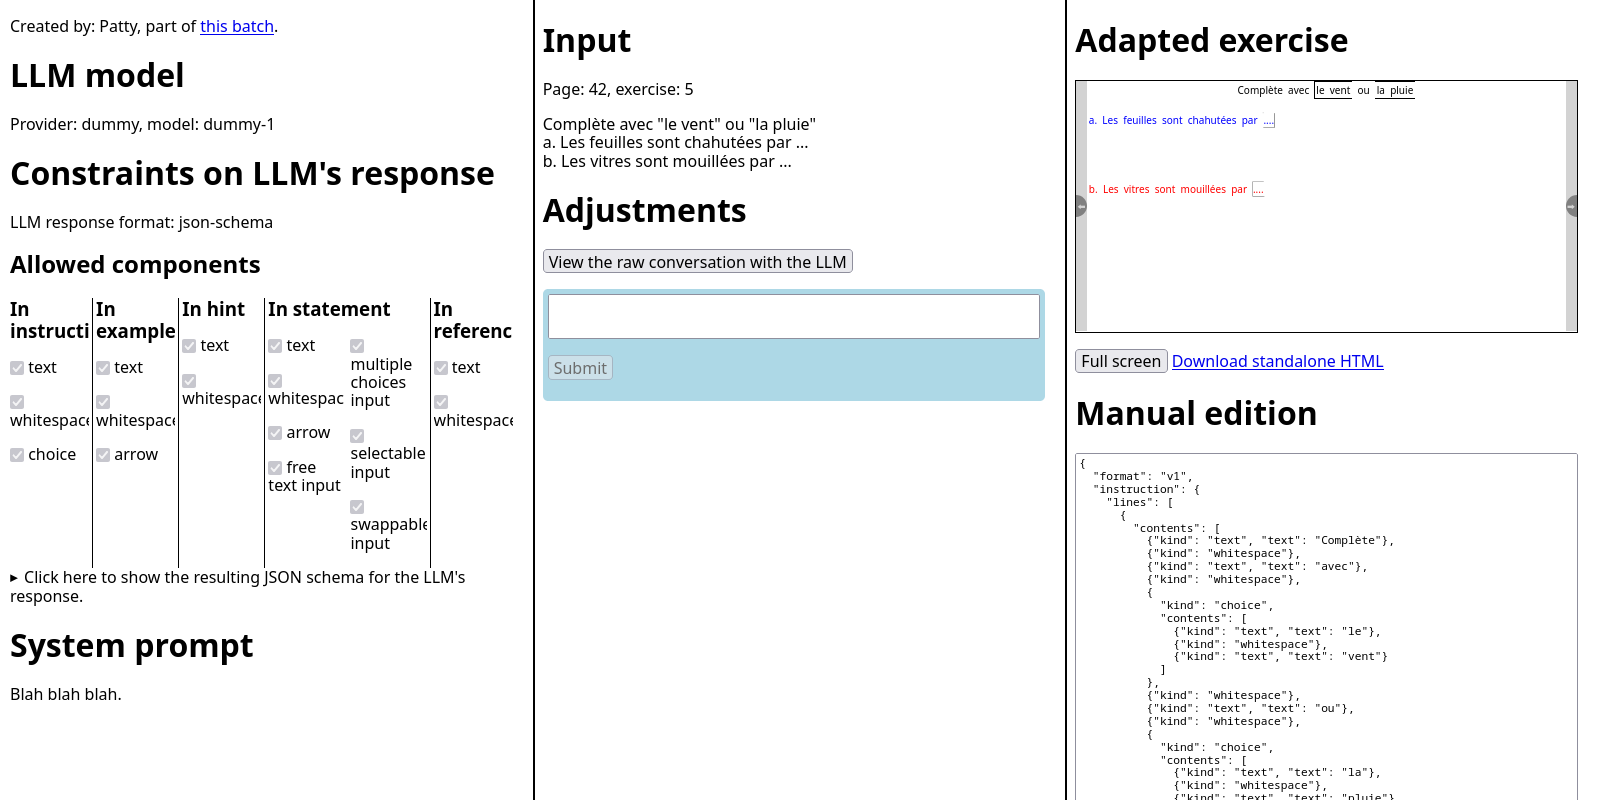 Created by: Patty, part of this batch.
LLM model
Provider: dummy, model: dummy-1
Constraints on LLM's response
LLM response format: json-schema
Allowed components
In
instructi
text
whitespace
choice
In
example
text
whitespace
arrow
In hint
text
whitespace
In statement
text
whitespac
arrow
free
text input
multiple
choices
input
selectable
input
swappable
input
In
referenc
text
whitespace
▸ Click here to show the resulting JSON schema for the LLM's
response.
System prompt
Blah blah blah.
Input
Page: 42, exercise: 5
Complète avec "le vent" ou "la pluie"
a. Les feuilles sont chahutées par ...
b. Les vitres sont mouillées par ...
Adjustments
View the raw conversation with the LLM
Submit
Adapted exercise
Complète avec le vent ou la pluie
a. Les feuilles sont chahutées par ....
b. Les vitres sont mouillées par ....
Full screen Download standalone HTML
Manual edition
{
"format": "v1",
"instruction": {
"lines": [
{
"contents": [
{"kind": "text", "text": "Complète"},
{"kind": "whitespace"},
{"kind": "text", "text": "avec"},
{"kind": "whitespace"},
{
"kind": "choice",
"contents": [
{"kind": "text", "text": "le"},
{"kind": "whitespace"},
{"kind": "text", "text": "vent"}
]
},
{"kind": "whitespace"},
{"kind": "text", "text": "ou"},
{"kind": "whitespace"},
{
"kind": "choice",
"contents": [
{"kind": "text", "text": "la"},
{"kind": "whitespace"},
{"kind": "text", "text": "pluie"}